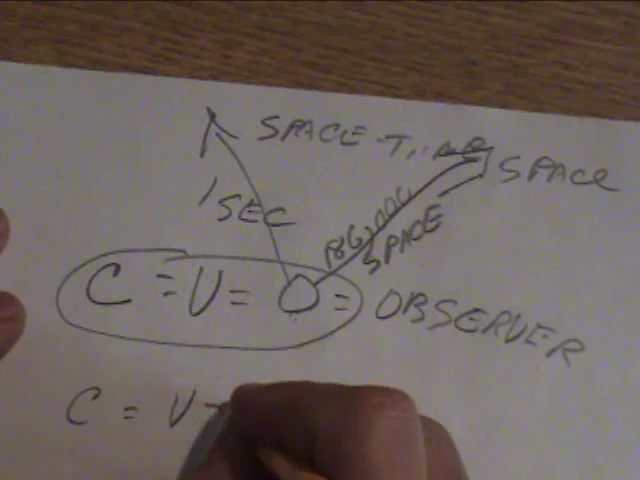 SPACE-TIME SPACE
1 SEC 186,000 SPACE
C = V = O = OBSERVER
C = V